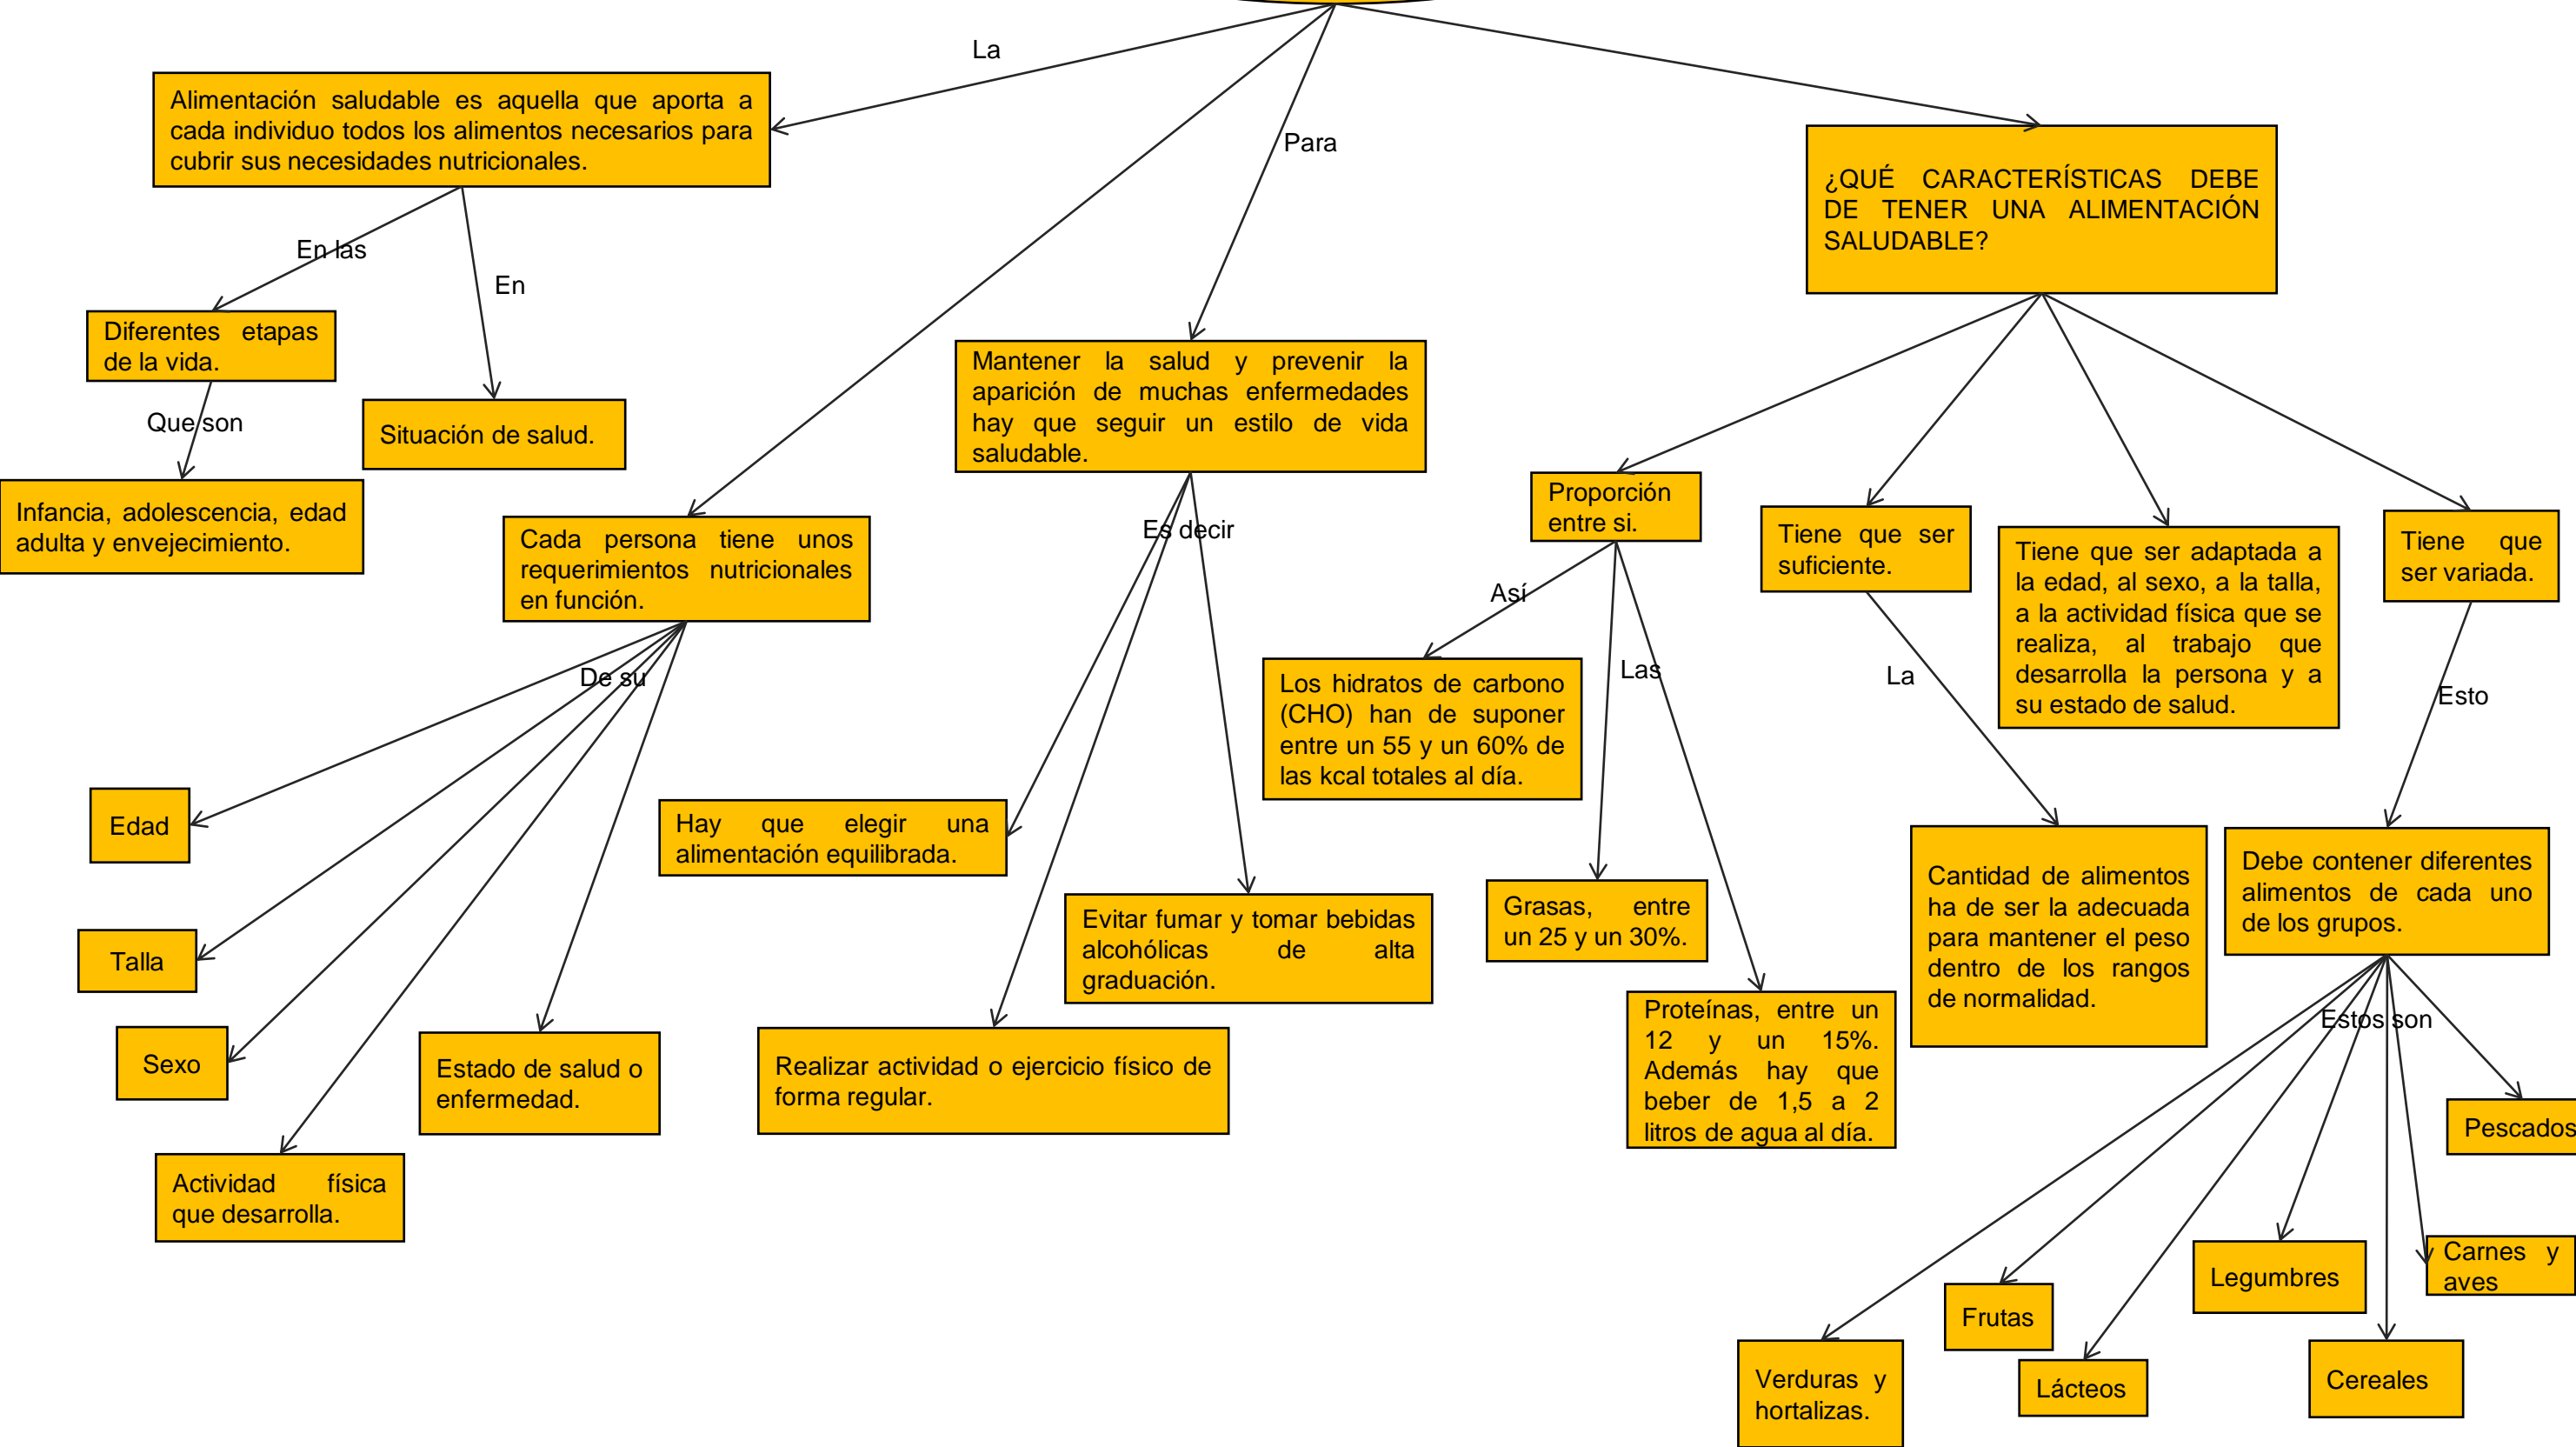 La
Alimentación saludable es aquella que aporta a
cada individuo todos los alimentos necesarios para
cubrir sus necesidades nutricionales.
En las
En
Diferentes etapas
de la vida.
Que son
Infancia, adolescencia, edad
adulta y envejecimiento.
Situación de salud.
Cada persona tiene unos
requerimientos nutricionales
en función.
De su
Edad
Talla
Sexo
Actividad física
que desarrolla.
Estado de salud o
enfermedad.
Para
Mantener la salud y prevenir la
aparición de muchas enfermedades
hay que seguir un estilo de vida
saludable.
Es decir
Hay que elegir una
alimentación equilibrada.
Realizar actividad o ejercicio físico de
forma regular.
Evitar fumar y tomar bebidas
alcohólicas de alta
graduación.
¿QUÉ CARACTERÍSTICAS DEBE
DE TENER UNA ALIMENTACIÓN
SALUDABLE?
Proporción
entre si.
Así
Los hidratos de carbono
(CHO) han de suponer
entre un 55 y un 60% de
las kcal totales al día.
Las
Grasas, entre
un 25 y un 30%.
Proteínas, entre un
12 y un 15%.
Además hay que
beber de 1,5 a 2
litros de agua al día.
Tiene que ser
suficiente.
La
Cantidad de alimentos
ha de ser la adecuada
para mantener el peso
dentro de los rangos
de normalidad.
Tiene que ser adaptada a
la edad, al sexo, a la talla,
a la actividad física que se
realiza, al trabajo que
desarrolla la persona y a
su estado de salud.
Tiene que
ser variada.
Esto
Debe contener diferentes
alimentos de cada uno
de los grupos.
Estos son
Verduras y
hortalizas.
Frutas
Lácteos
Legumbres
Cereales
Carnes y
aves
Pescados